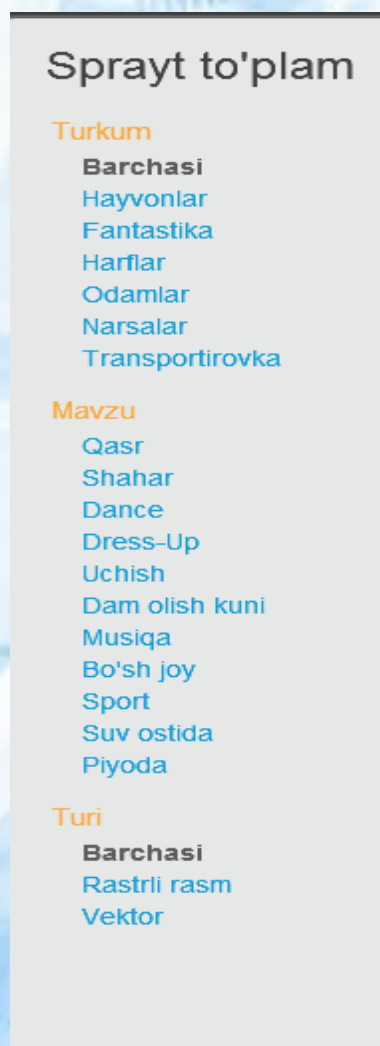 Sprayt to'plam
Turkum
Barchasi
Hayvonlar
Fantastika
Harflar
Odamlar
Narsalar
Transportirovka
Mavzu
Qasr
Shahar
Dance
Dress-Up
Uchish
Dam olish kuni
Musiqa
Bo'sh joy
Sport
Suv ostida
Piyoda
Turi
Barchasi
Rastrli rasm
Vektor